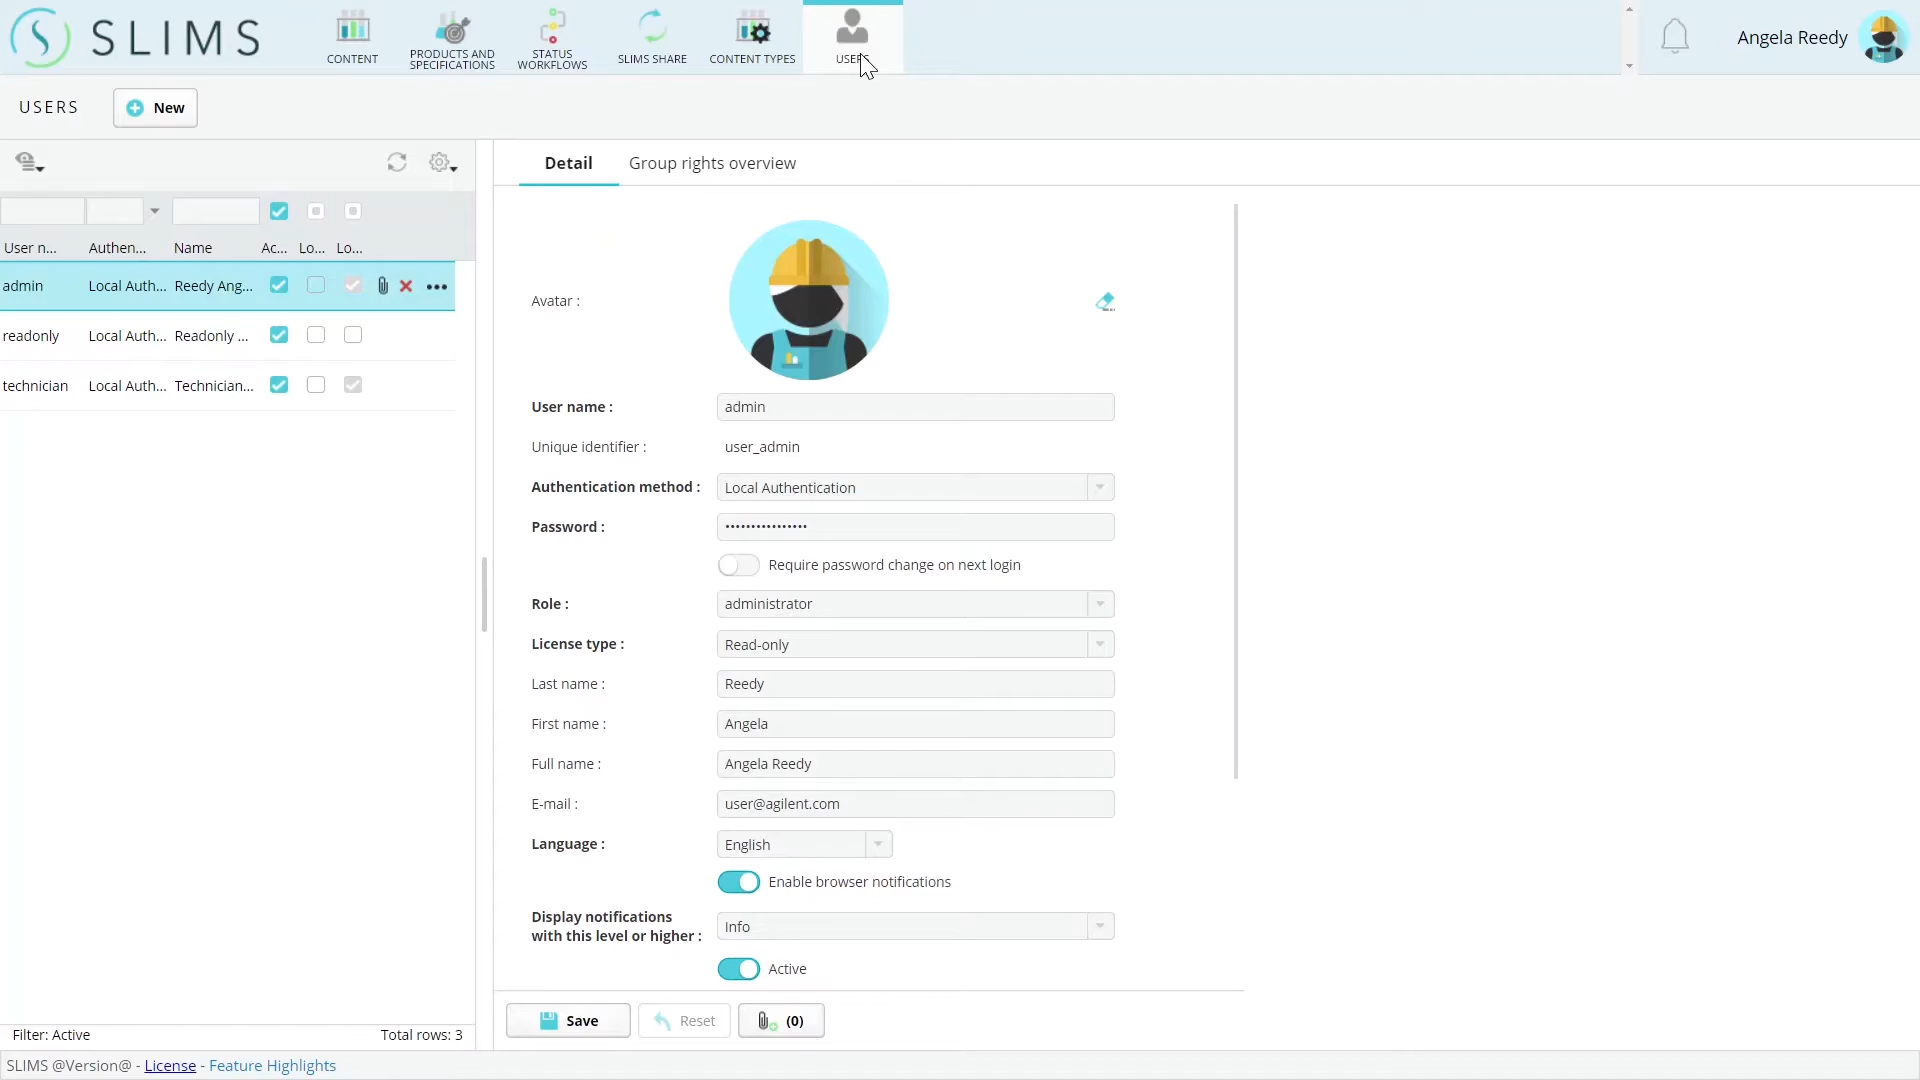 SLIMS
CONTENT
PRODUCTS AND
SPECIFICATIONS
STATUS
WORKFLOWS
SLIMS SHARE
CONTENT TYPES
USERS
Angela Reedy
USERS
New
Detail
Group rights overview
User n...
Authen...
Name
Ac...
Lo...
Lo...
admin
Local Auth...
Reedy Ang...
readonly
Local Auth...
Readonly ...
technician
Local Auth...
Technician...
Avatar :
User name :
admin
Unique identifier :
user_admin
Authentication method :
Local Authentication
Password :
••••••••••••••••
Require password change on next login
Role :
administrator
License type :
Read-only
Last name :
Reedy
First name :
Angela
Full name :
Angela Reedy
E-mail :
user@agilent.com
Language :
English
Enable browser notifications
Display notifications
with this level or higher :
Info
Active
Save
Reset
(0)
Filter: Active
Total rows: 3
SLIMS @Version@ - License - Feature Highlights